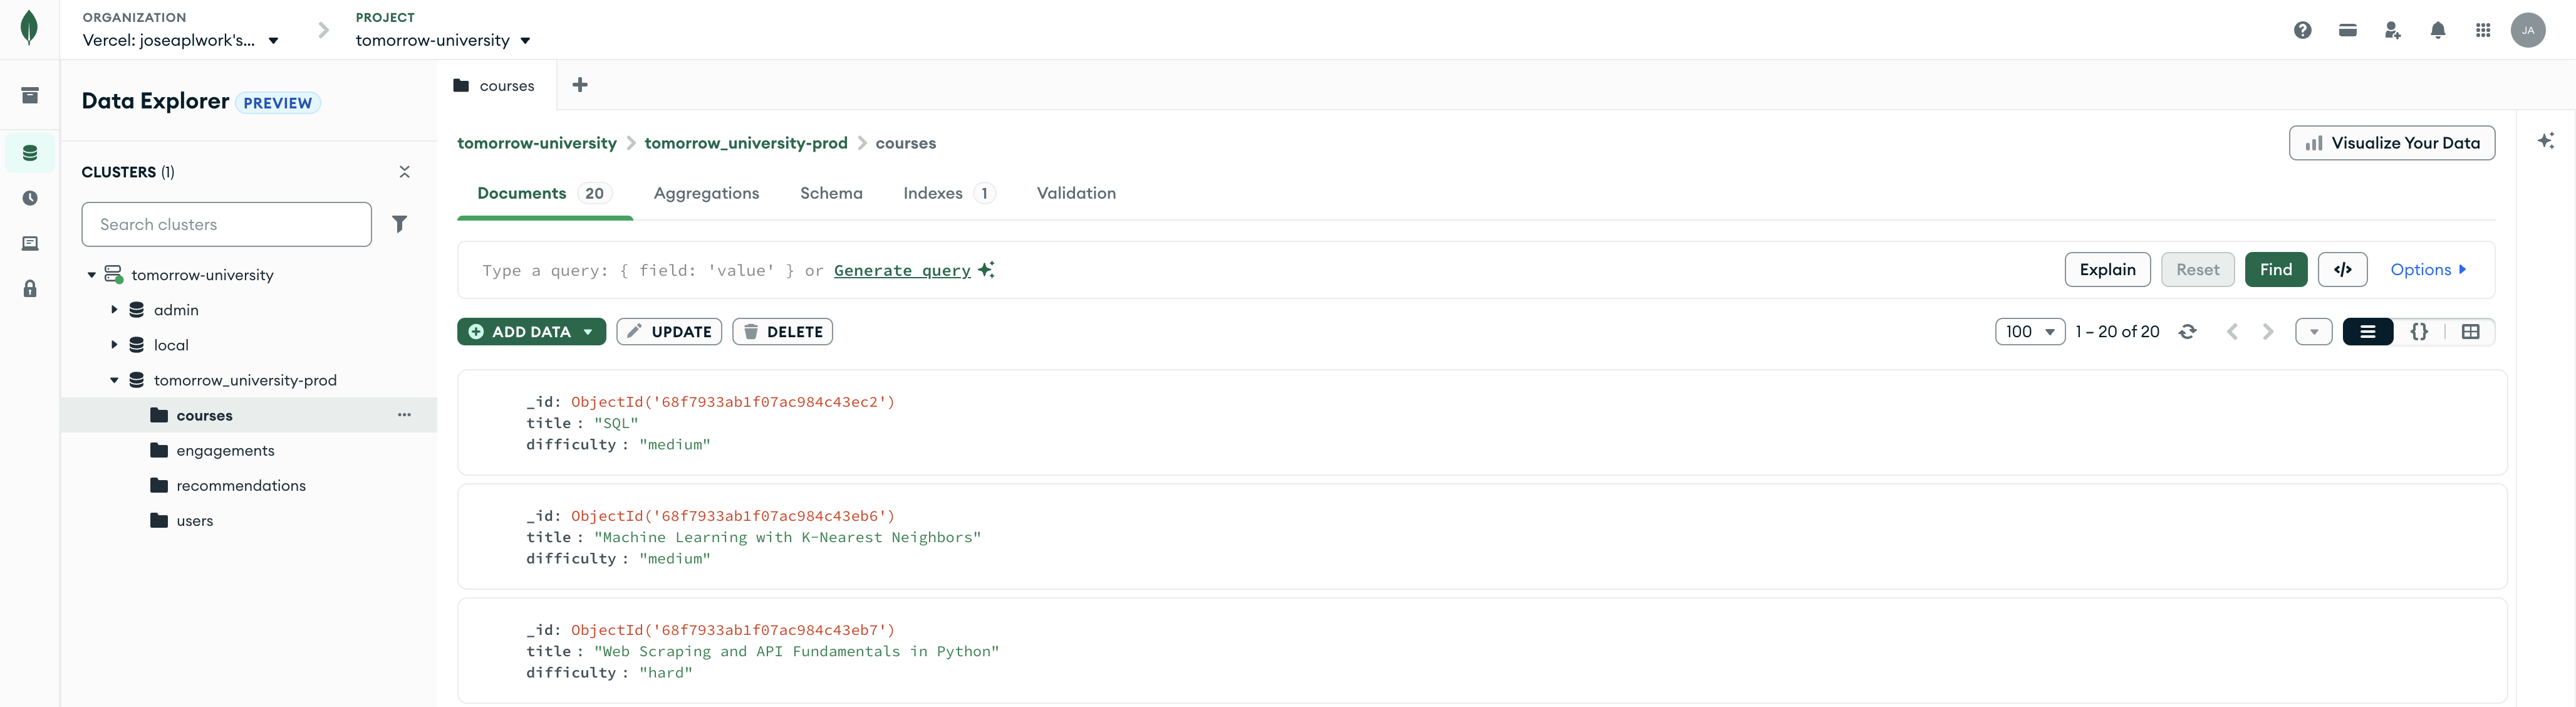 ORGANIZATION
Vercel: joseaplwork's...
PROJECT
tomorrow-university
JA
Data Explorer PREVIEW
CLUSTERS (1)
Search clusters
tomorrow-university
admin
local
tomorrow_university-prod
courses
engagements
recommendations
users
courses
tomorrow-university > tomorrow_university-prod > courses
Visualize Your Data
Documents 20 Aggregations Schema Indexes 1 Validation
Type a query: { field: 'value' } or Generate query
Explain Reset Find </> Options
ADD DATA UPDATE DELETE
100 1 – 20 of 20 {}
_id: ObjectId('68f7933ab1f07ac984c43ec2')
title : "SQL"
difficulty : "medium"
_id: ObjectId('68f7933ab1f07ac984c43eb6')
title : "Machine Learning with K-Nearest Neighbors"
difficulty : "medium"
_id: ObjectId('68f7933ab1f07ac984c43eb7')
title : "Web Scraping and API Fundamentals in Python"
difficulty : "hard"